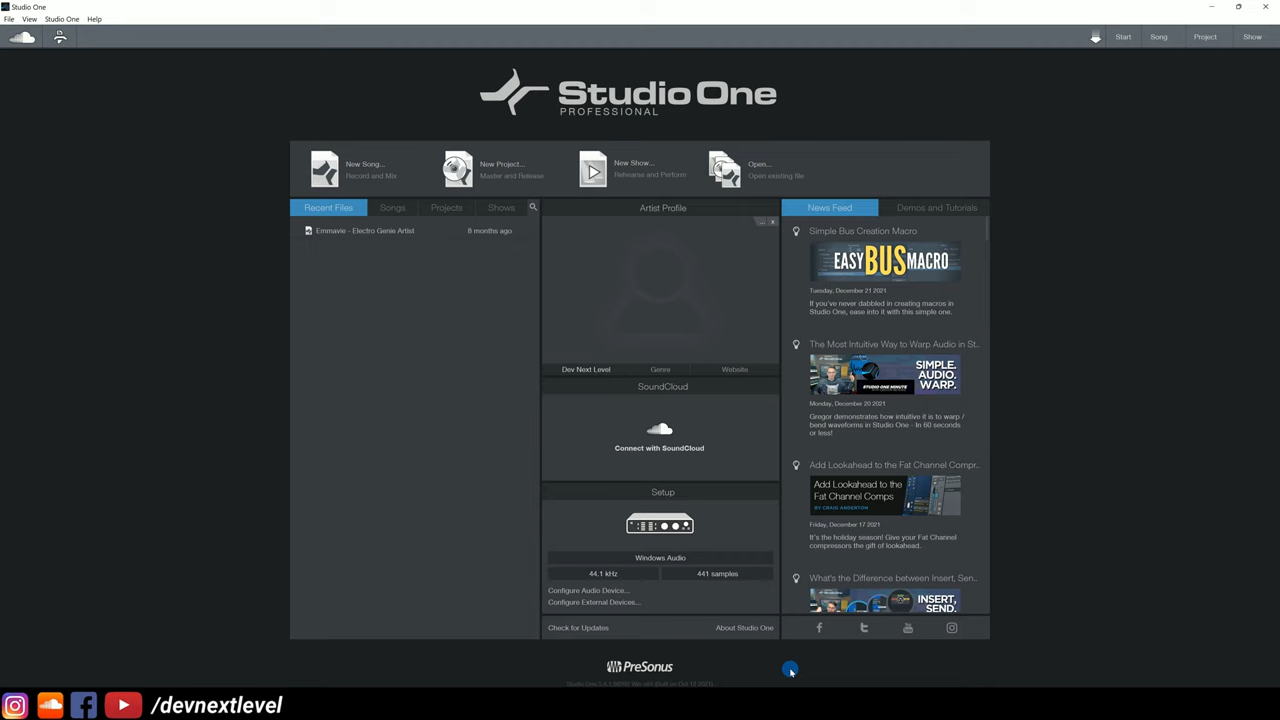 Studio One
File View Studio One Help
Start Song Project Show
Studio One
PROFESSIONAL
New Song...
Record and Mix
New Project...
Master and Release
New Show...
Rehearse and Perform
Open...
Open existing file
Recent Files Songs Projects Shows
Emmavie - Electro Genie Artist 8 months ago
Artist Profile
... x
Dev Next Level Genre Website
SoundCloud
Connect with SoundCloud
Setup
Windows Audio
44.1 kHz 441 samples
Configure Audio Device...
Configure External Devices...
Check for Updates About Studio One
News Feed Demos and Tutorials
Simple Bus Creation Macro
EASY BUS MACRO
Tuesday, December 21 2021
If you've never dabbled in creating macros in
Studio One, ease into it with this simple one.
The Most Intuitive Way to Warp Audio in St..
SIMPLE.
AUDIO.
WARP.
STUDIO ONE MINUTE
Monday, December 20 2021
Gregor demonstrates how intuitive it is to warp /
bend waveforms in Studio One - In 60 seconds
or less!
Add Lookahead to the Fat Channel Compr..
Add Lookahead to the
Fat Channel Comps
BY CRAIG ANDERTON
Friday, December 17 2021
It's the holiday season! Give your Fat Channel
compressors the gift of lookahead.
What's the Difference between Insert, Sen..
INSERT,
SEND,
PreSonus
/devnextlevel